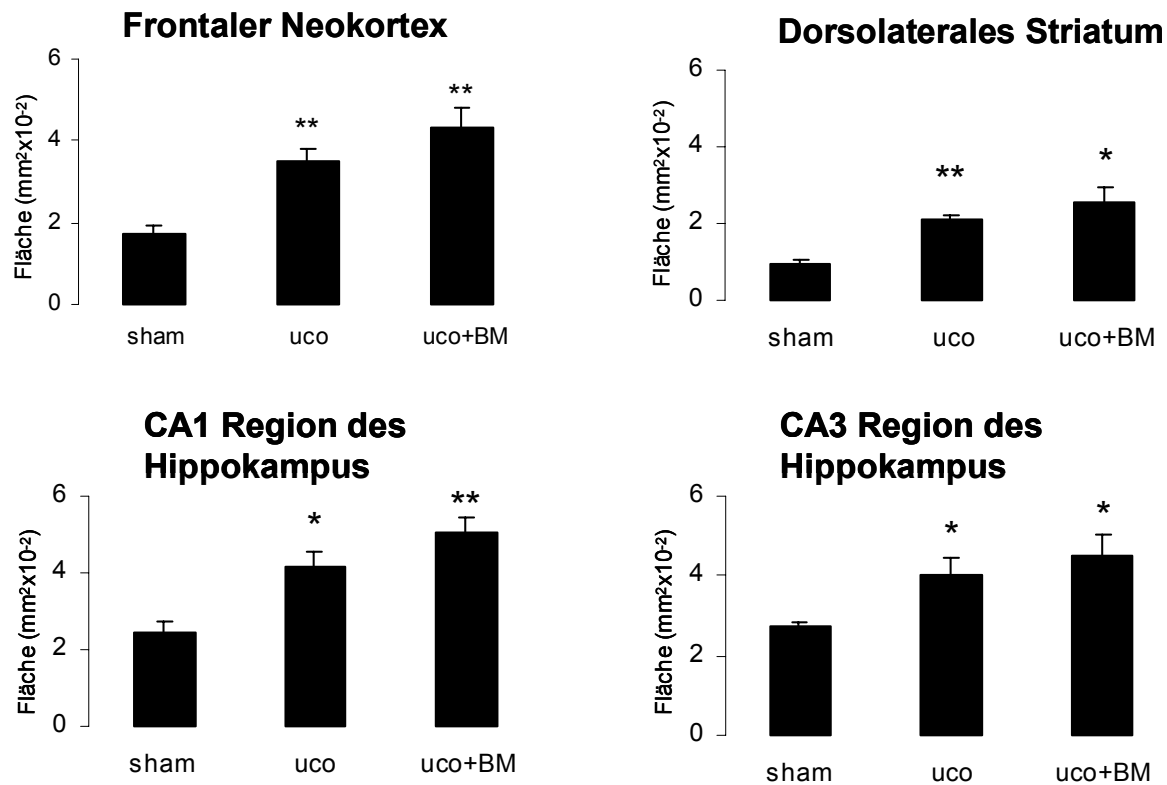 Frontaler Neokortex
Fläche (mm²x10⁻²)
6
4
2
0
**
**
sham
uco
uco+BM
Dorsolaterales Striatum
Fläche (mm²x10⁻²)
6
4
2
0
**
*
sham
uco
uco+BM
CA1 Region des
Hippokampus
Fläche (mm²x10⁻²)
6
4
2
0
*
**
sham
uco
uco+BM
CA3 Region des
Hippokampus
Fläche (mm²x10⁻²)
6
4
2
0
*
*
sham
uco
uco+BM